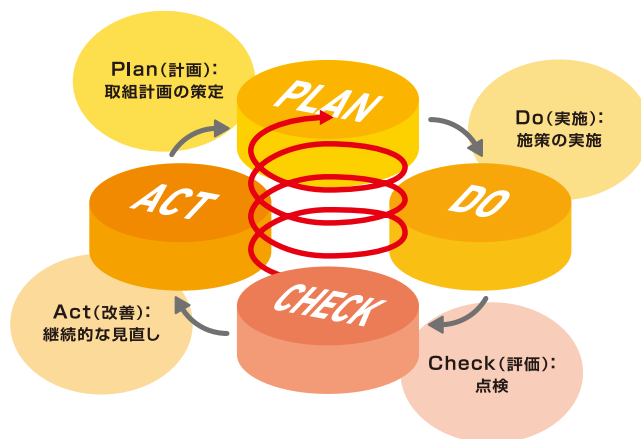 Plan(計画)：
取組計画の策定
PLAN
Do(実施)：
施策の実施
DO
ACT
CHECK
Act(改善)：
継続的な見直し
Check(評価)：
点検